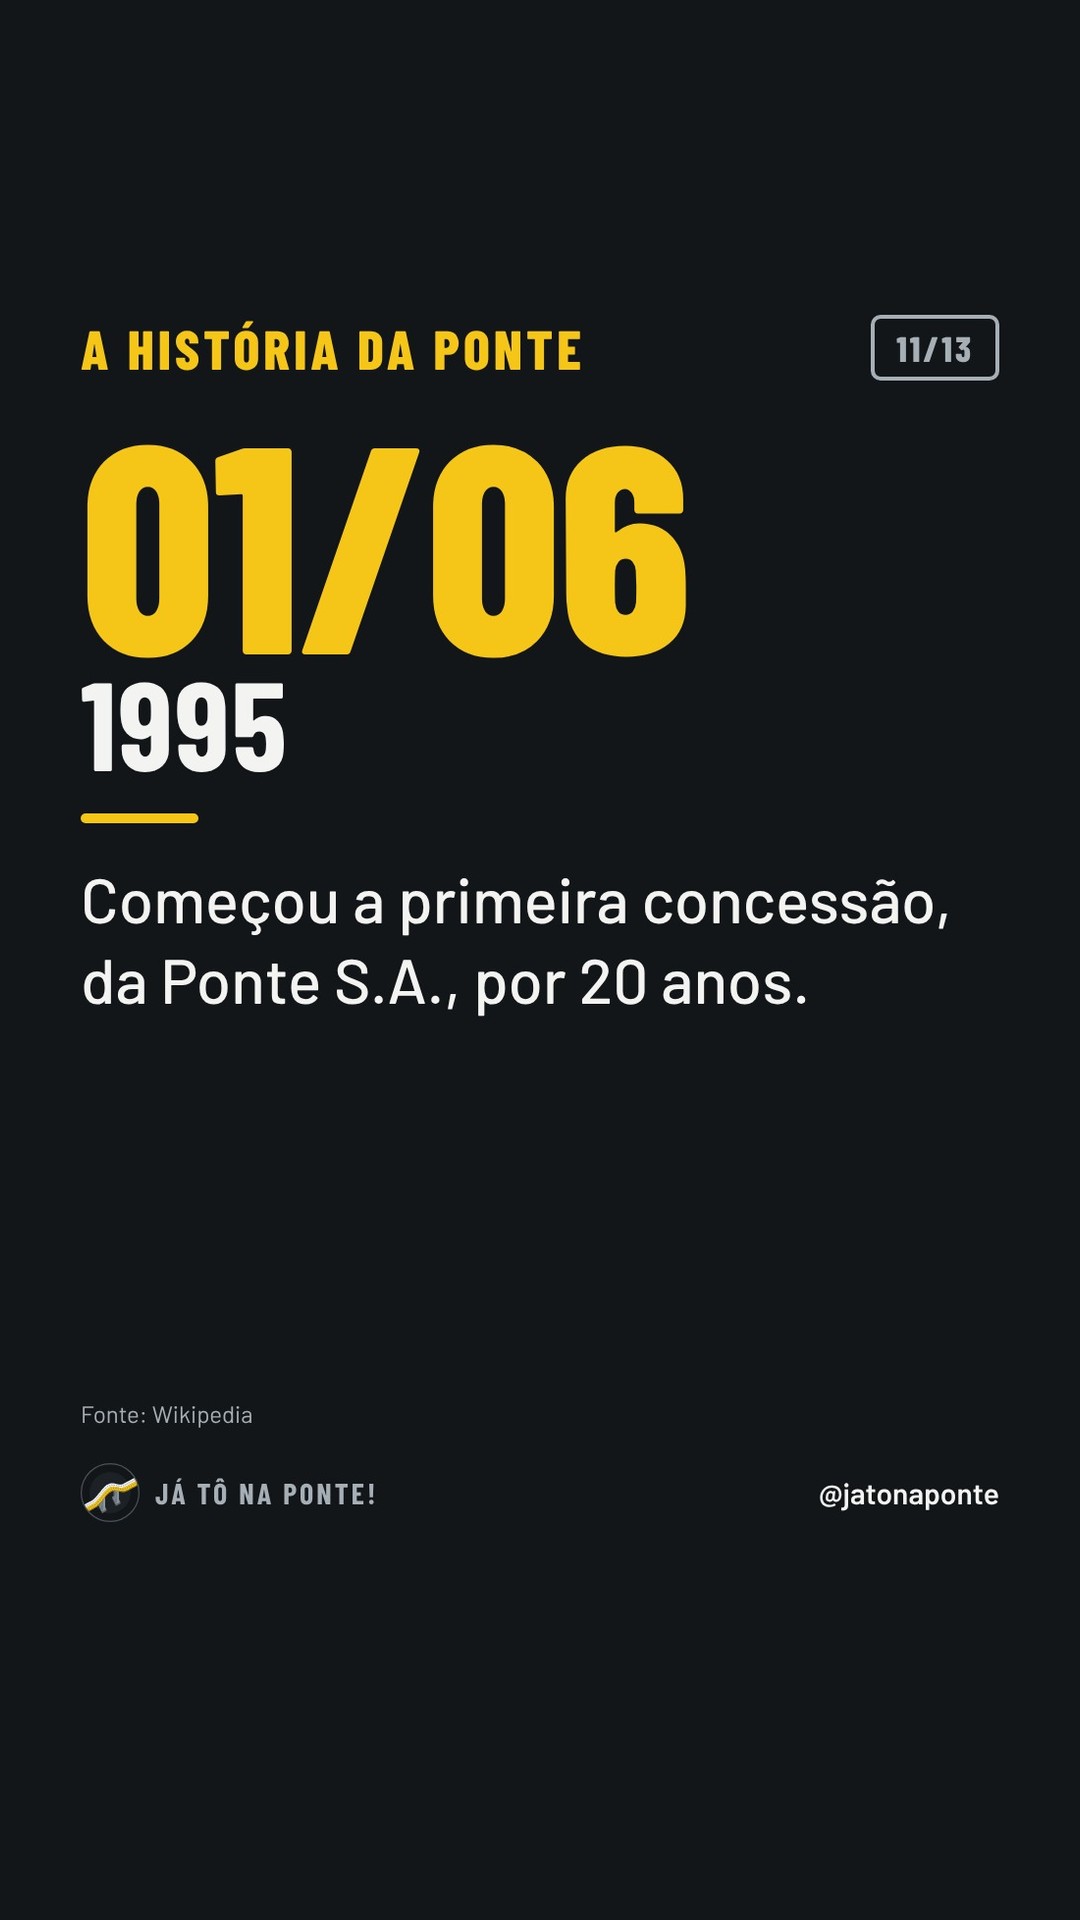 A HISTÓRIA DA PONTE
11/13
01/06
1995
Começou a primeira concessão,
da Ponte S.A., por 20 anos.
Fonte: Wikipedia
JÁ TÔ NA PONTE!
@jatonaponte